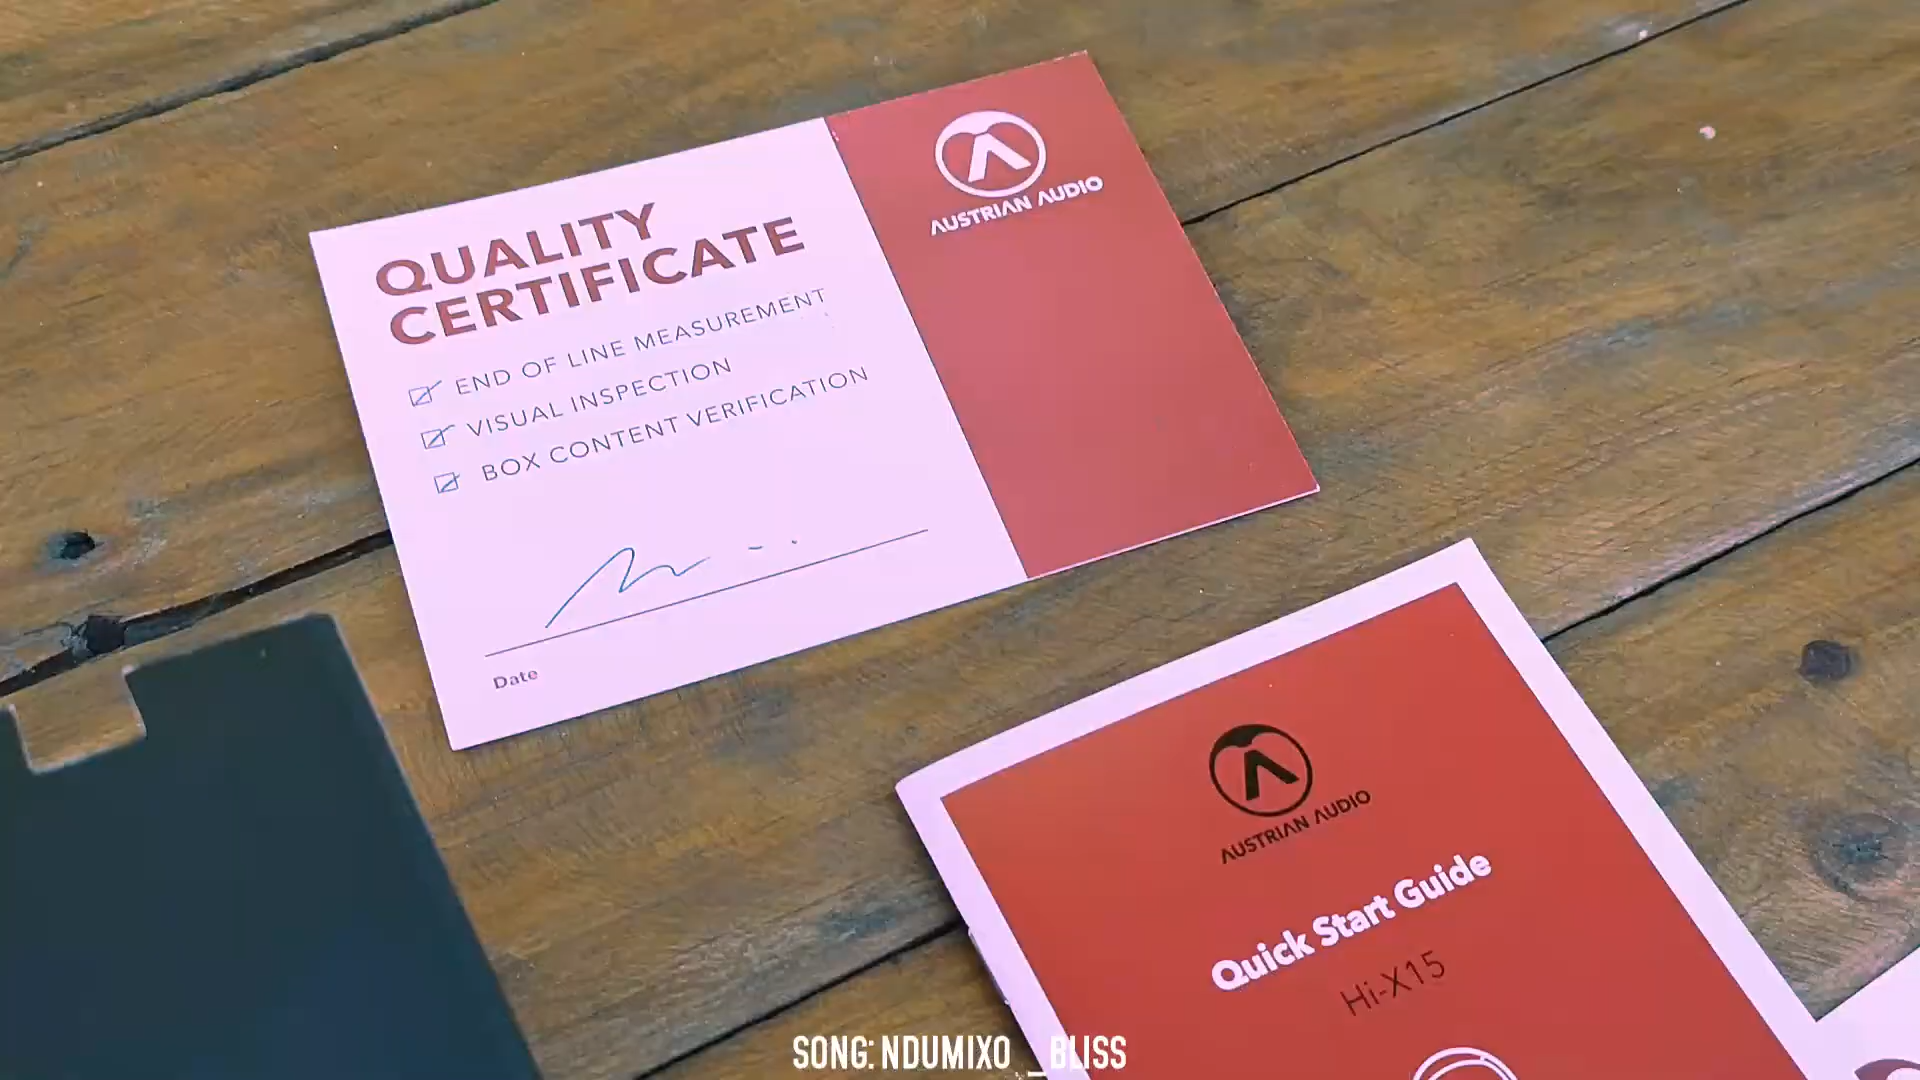 QUALITY
CERTIFICATE
END OF LINE MEASUREMENT
VISUAL INSPECTION
BOX CONTENT VERIFICATION
Date
AUSTRIAN AUDIO
AUSTRIAN AUDIO
Quick Start Guide
Hi-X15
SONG: NDUMIXO _BLISS